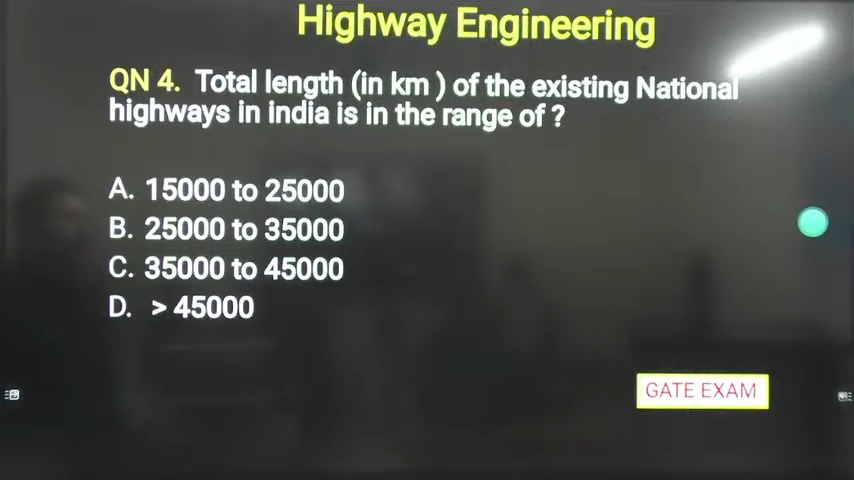 Highway Engineering
QN 4. Total length (in km ) of the existing National
highways in india is in the range of ?
A. 15000 to 25000
B. 25000 to 35000
C. 35000 to 45000
D. > 45000
GATE EXAM